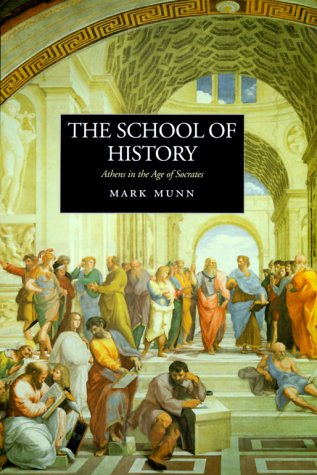 THE SCHOOL OF
HISTORY
Athens in the Age of Socrates
MARK MUNN